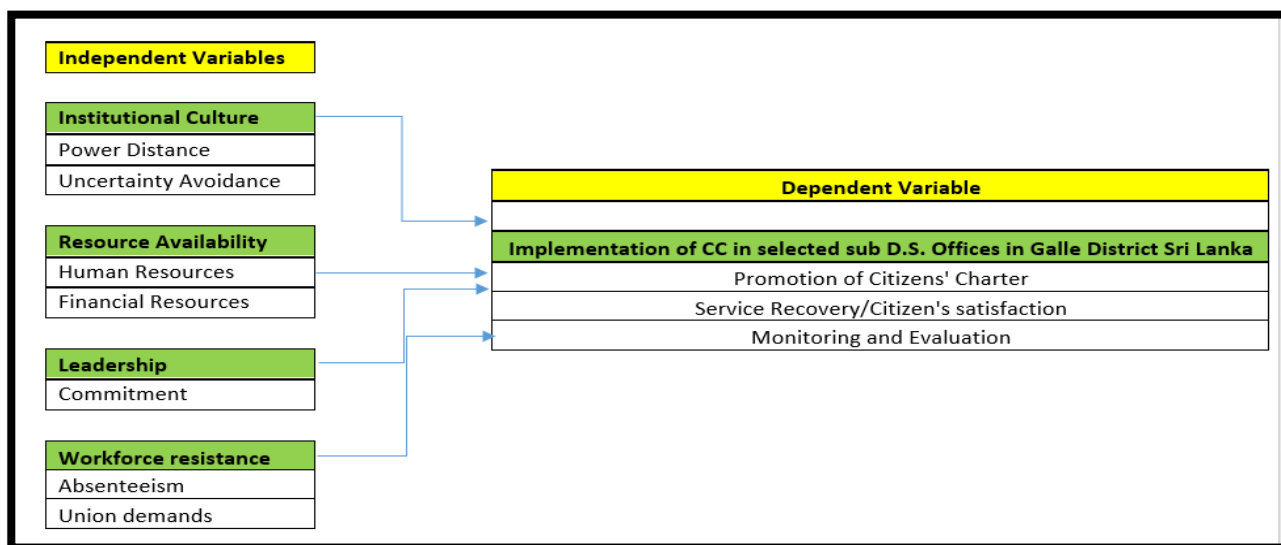 Independent Variables
Institutional Culture
Power Distance
Uncertainty Avoidance
Resource Availability
Human Resources
Financial Resources
Leadership
Commitment
Workforce resistance
Absenteeism
Union demands
Dependent Variable
Implementation of CC in selected sub D.S. Offices in Galle District Sri Lanka
Promotion of Citizens' Charter
Service Recovery/Citizen's satisfaction
Monitoring and Evaluation